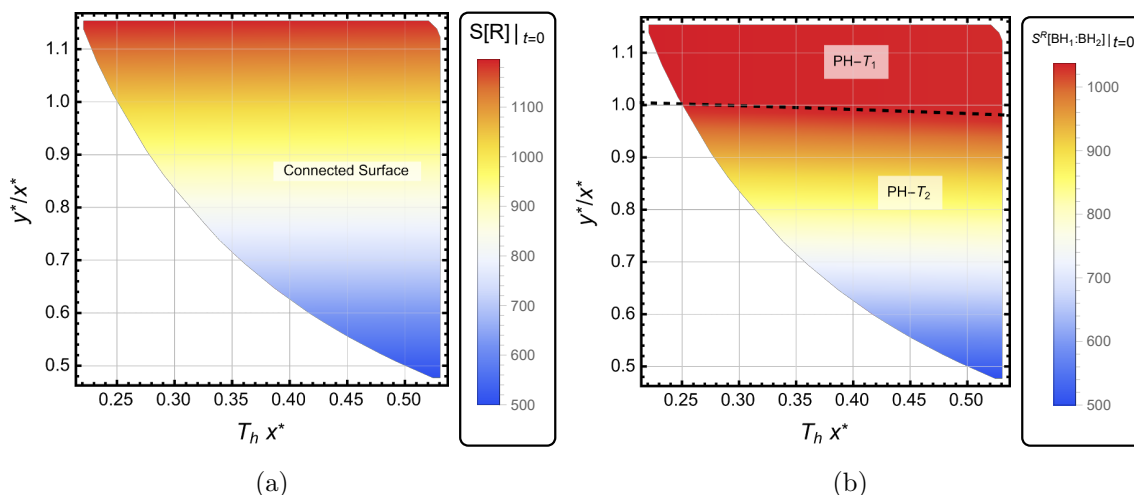 S[R] | t=0
1.1
1.0
0.9
0.8
0.7
0.6
0.5
y*/x*
Connected Surface
0.25 0.30 0.35 0.40 0.45 0.50
T_h x*
1100
1000
900
800
700
600
500
(a)
S^R[BH_1:BH_2]| t=0
1.1
1.0
0.9
0.8
0.7
0.6
0.5
y*/x*
PH-T_1
PH-T_2
0.25 0.30 0.35 0.40 0.45 0.50
T_h x*
1000
900
800
700
600
500
(b)